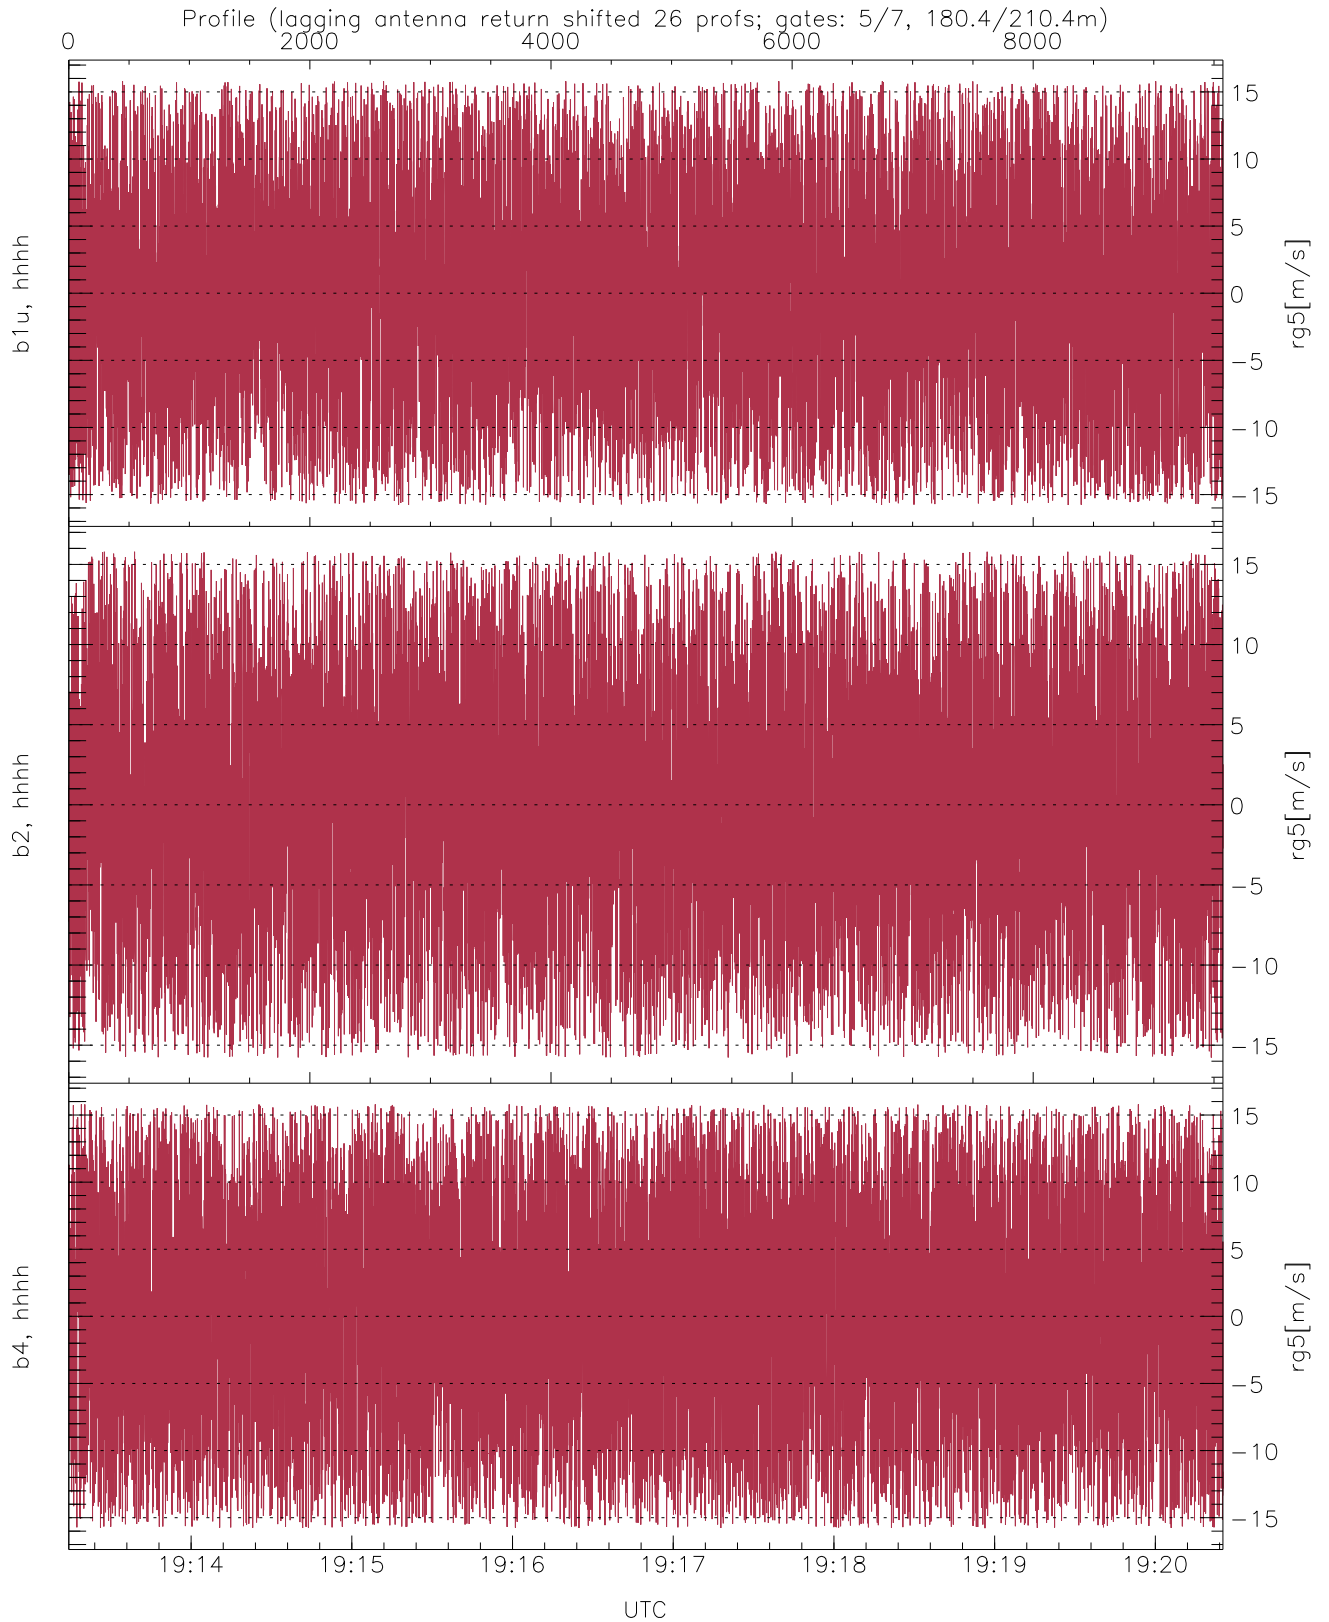 Profile (lagging antenna return shifted 26 profs; gates: 5/7, 180.4/210.4m)
0 2000 4000 6000 8000
b1u, hhhh
15
10
5
0
−5
−10
−15
rg5[m/s]
b2, hhhh
15
10
5
0
−5
−10
−15
rg5[m/s]
b4, hhhh
15
10
5
0
−5
−10
−15
rg5[m/s]
19:14 19:15 19:16 19:17 19:18 19:19 19:20
UTC